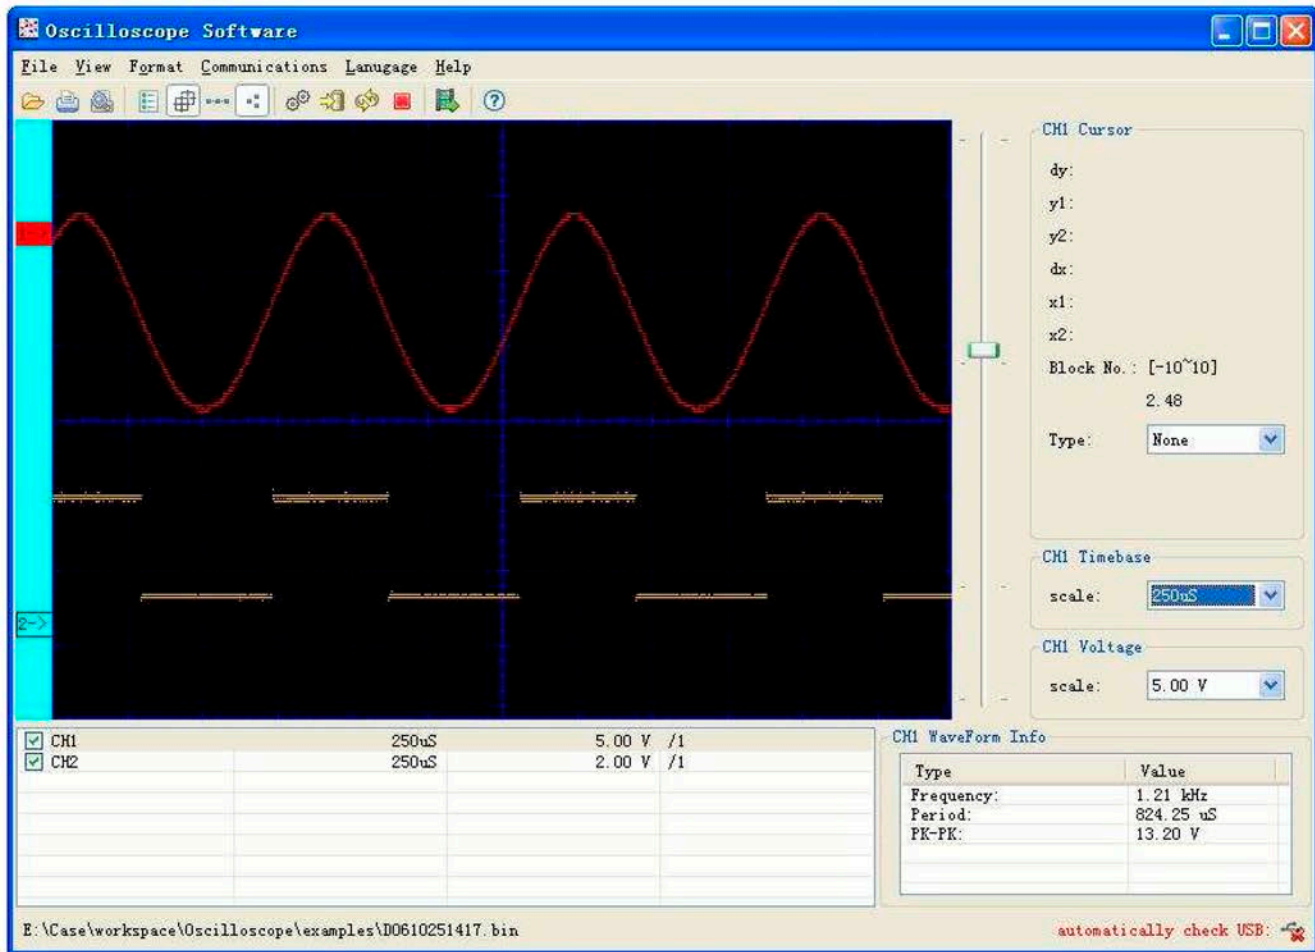 Oscilloscope Software
File View Format Communications Lanugage Help
CH1 Cursor
dy:
y1:
y2:
dx:
x1:
x2:
Block No.: [-10~10]
2.48
Type: None
CH1 Timebase
scale: 250uS
CH1 Voltage
scale: 5.00 V
2->
CH1 250uS 5.00 V /1
CH2 250uS 2.00 V /1
CH1 WaveForm Info
Type Value
Frequency: 1.21 kHz
Period: 824.25 uS
PK-PK: 13.20 V
E:\Case\workspace\Oscilloscope\examples\D0610251417.bin
automatically check USB: